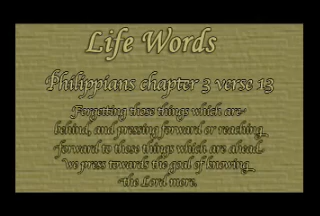 Life Words
Philippians chapter 3 verse 13
Forgetting those things which are
behind, and pressing forward or reaching
forward to these things which are ahead
we press towards the goal of knowing
the Lord more.